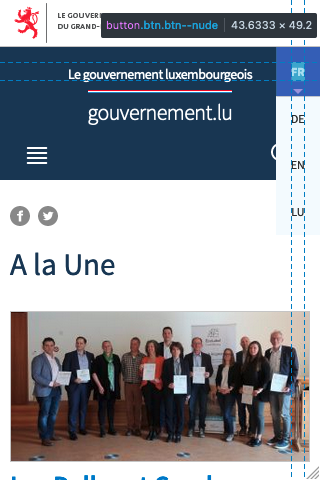 LE GOUVER
DU GRAND-
button.btn.btn--nude 43.6333 × 49.2
Le gouvernement luxembourgeois
gouvernement.lu
FR
DE
EN
LU
A la Une